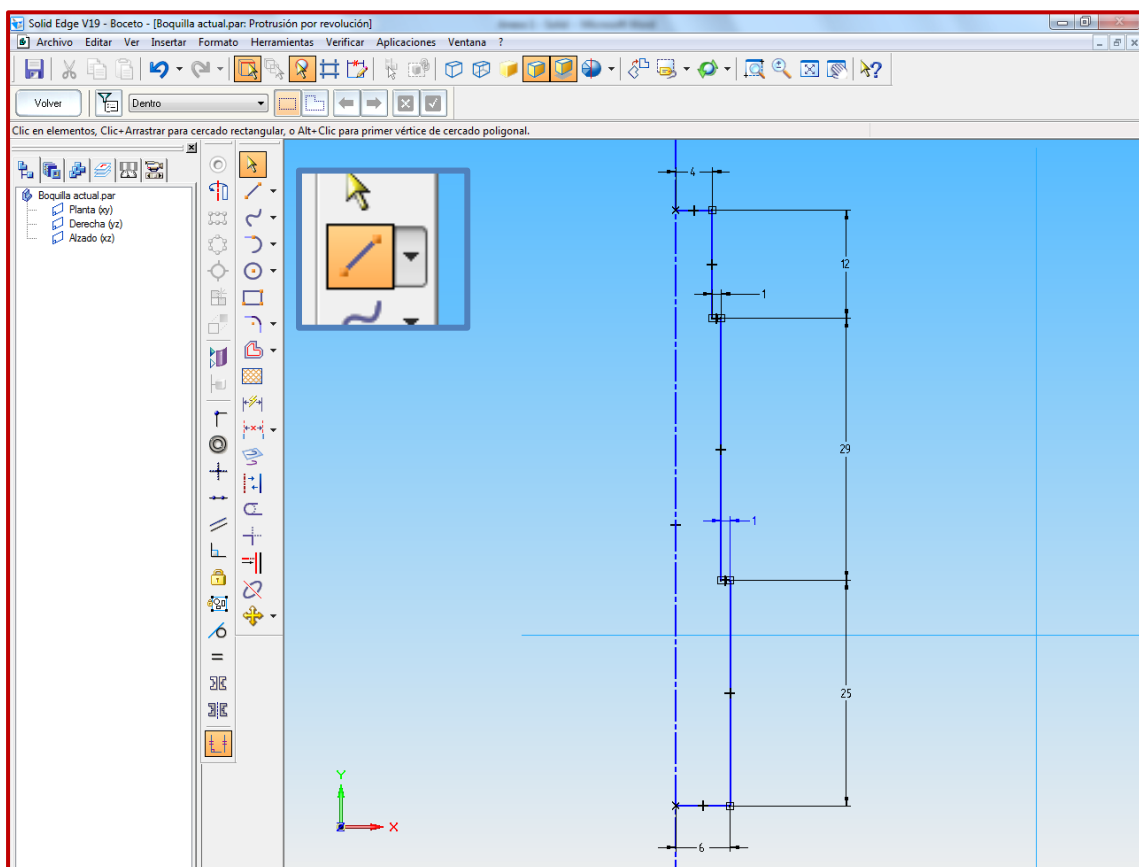 Solid Edge V19 - Boceto - [Boquilla actual.par: Protrusión por revolución]
Archivo Editar Ver Insertar Formato Herramientas Verificar Aplicaciones Ventana ?
Volver
Dentro
Clic en elementos, Clic+Arrastrar para cercado rectangular, o Alt+Clic para primer vértice de cercado poligonal.
Boquilla actual.par
Planta (xy)
Derecha (yz)
Alzado (xz)
4
12
1
29
1
25
6
Y
X